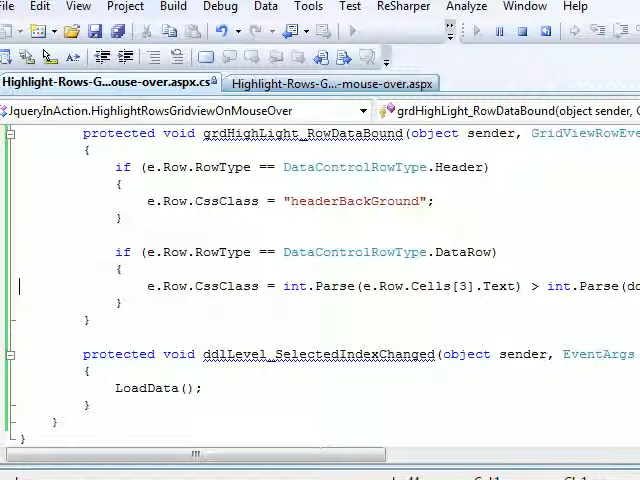 File Edit View Project Build Debug Data Tools Test ReSharper Analyze Window Help
Highlight-Rows-G...ouse-over.aspx.cs Highlight-Rows-G...-mouse-over.aspx
JqueryInAction.HighlightRowsGridviewOnMouseOver grdHighLight_RowDataBound(object sender,
protected void grdHighLight_RowDataBound(object sender, GridViewRowEve
{
if (e.Row.RowType == DataControlRowType.Header)
{
e.Row.CssClass = "headerBackGround";
}
if (e.Row.RowType == DataControlRowType.DataRow)
{
e.Row.CssClass = int.Parse(e.Row.Cells[3].Text) > int.Parse(dd
}
}
protected void ddlLevel_SelectedIndexChanged(object sender, EventArgs
{
LoadData();
}
}
}